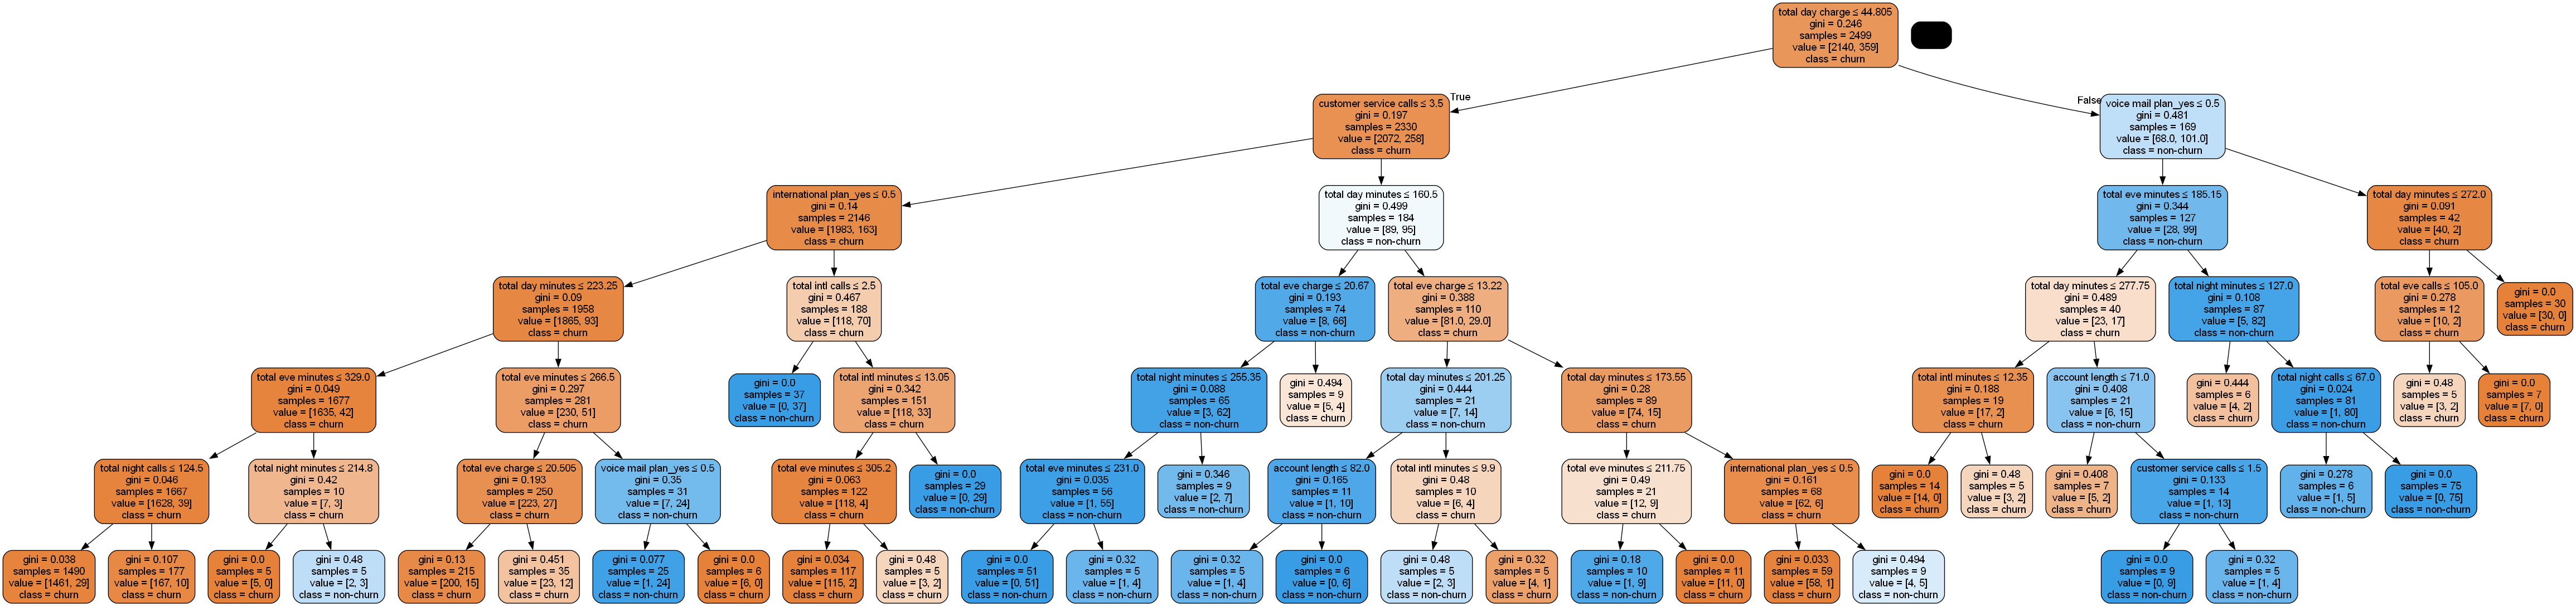 total day charge ≤ 44.805
gini = 0.246
samples = 2499
value = [2140, 359]
class = churn
True
False
customer service calls ≤ 3.5
gini = 0.197
samples = 2330
value = [2072, 258]
class = churn
voice mail plan_yes ≤ 0.5
gini = 0.481
samples = 169
value = [68.0, 101.0]
class = non-churn
international plan_yes ≤ 0.5
gini = 0.14
samples = 2146
value = [1983, 163]
class = churn
total day minutes ≤ 160.5
gini = 0.499
samples = 184
value = [89, 95]
class = non-churn
total eve minutes ≤ 185.15
gini = 0.344
samples = 127
value = [28, 99]
class = non-churn
total day minutes ≤ 272.0
gini = 0.091
samples = 42
value = [40, 2]
class = churn
total day minutes ≤ 223.25
gini = 0.09
samples = 1958
value = [1865, 93]
class = churn
total intl calls ≤ 2.5
gini = 0.467
samples = 188
value = [118, 70]
class = churn
total eve charge ≤ 20.67
gini = 0.193
samples = 74
value = [8, 66]
class = non-churn
total eve charge ≤ 13.22
gini = 0.388
samples = 110
value = [81.0, 29.0]
class = churn
total day minutes ≤ 277.75
gini = 0.489
samples = 40
value = [23, 17]
class = churn
total night minutes ≤ 127.0
gini = 0.108
samples = 87
value = [5, 82]
class = non-churn
total eve calls ≤ 105.0
gini = 0.278
samples = 12
value = [10, 2]
class = churn
gini = 0.0
samples = 30
value = [30, 0]
class = churn
total eve minutes ≤ 329.0
gini = 0.049
samples = 1677
value = [1635, 42]
class = churn
total eve minutes ≤ 266.5
gini = 0.297
samples = 281
value = [230, 51]
class = churn
gini = 0.0
samples = 37
value = [0, 37]
class = non-churn
total intl minutes ≤ 13.05
gini = 0.342
samples = 151
value = [118, 33]
class = churn
total night minutes ≤ 255.35
gini = 0.088
samples = 65
value = [3, 62]
class = non-churn
gini = 0.494
samples = 9
value = [5, 4]
class = churn
total day minutes ≤ 201.25
gini = 0.444
samples = 21
value = [7, 14]
class = non-churn
total day minutes ≤ 173.55
gini = 0.28
samples = 89
value = [74, 15]
class = churn
total intl minutes ≤ 12.35
gini = 0.188
samples = 19
value = [17, 2]
class = churn
account length ≤ 71.0
gini = 0.408
samples = 21
value = [6, 15]
class = non-churn
gini = 0.444
samples = 6
value = [4, 2]
class = churn
total night calls ≤ 67.0
gini = 0.024
samples = 81
value = [1, 80]
class = non-churn
gini = 0.48
samples = 5
value = [3, 2]
class = churn
gini = 0.0
samples = 7
value = [7, 0]
class = churn
total night calls ≤ 124.5
gini = 0.046
samples = 1667
value = [1628, 39]
class = churn
total night minutes ≤ 214.8
gini = 0.42
samples = 10
value = [7, 3]
class = churn
total eve charge ≤ 20.505
gini = 0.193
samples = 250
value = [223, 27]
class = churn
voice mail plan_yes ≤ 0.5
gini = 0.35
samples = 31
value = [7, 24]
class = non-churn
total eve minutes ≤ 305.2
gini = 0.063
samples = 122
value = [118, 4]
class = churn
gini = 0.0
samples = 29
value = [0, 29]
class = non-churn
total eve minutes ≤ 231.0
gini = 0.035
samples = 56
value = [1, 55]
class = non-churn
gini = 0.346
samples = 9
value = [2, 7]
class = non-churn
account length ≤ 82.0
gini = 0.165
samples = 11
value = [1, 10]
class = non-churn
total intl minutes ≤ 9.9
gini = 0.48
samples = 10
value = [6, 4]
class = churn
total eve minutes ≤ 211.75
gini = 0.49
samples = 21
value = [12, 9]
class = churn
international plan_yes ≤ 0.5
gini = 0.161
samples = 68
value = [62, 6]
class = churn
gini = 0.0
samples = 14
value = [14, 0]
class = churn
gini = 0.48
samples = 5
value = [3, 2]
class = churn
gini = 0.408
samples = 7
value = [5, 2]
class = churn
customer service calls ≤ 1.5
gini = 0.133
samples = 14
value = [1, 13]
class = non-churn
gini = 0.278
samples = 6
value = [1, 5]
class = non-churn
gini = 0.0
samples = 75
value = [0, 75]
class = non-churn
gini = 0.038
samples = 1490
value = [1461, 29]
class = churn
gini = 0.107
samples = 177
value = [167, 10]
class = churn
gini = 0.0
samples = 5
value = [5, 0]
class = churn
gini = 0.48
samples = 5
value = [2, 3]
class = non-churn
gini = 0.13
samples = 215
value = [200, 15]
class = churn
gini = 0.451
samples = 35
value = [23, 12]
class = churn
gini = 0.077
samples = 25
value = [1, 24]
class = non-churn
gini = 0.0
samples = 6
value = [6, 0]
class = churn
gini = 0.034
samples = 117
value = [115, 2]
class = churn
gini = 0.48
samples = 5
value = [3, 2]
class = churn
gini = 0.0
samples = 51
value = [0, 51]
class = non-churn
gini = 0.32
samples = 5
value = [1, 4]
class = non-churn
gini = 0.32
samples = 5
value = [1, 4]
class = non-churn
gini = 0.0
samples = 6
value = [0, 6]
class = non-churn
gini = 0.48
samples = 5
value = [2, 3]
class = non-churn
gini = 0.32
samples = 5
value = [4, 1]
class = churn
gini = 0.18
samples = 10
value = [1, 9]
class = non-churn
gini = 0.0
samples = 11
value = [11, 0]
class = churn
gini = 0.033
samples = 59
value = [58, 1]
class = churn
gini = 0.494
samples = 9
value = [4, 5]
class = non-churn
gini = 0.0
samples = 9
value = [0, 9]
class = non-churn
gini = 0.32
samples = 5
value = [1, 4]
class = non-churn